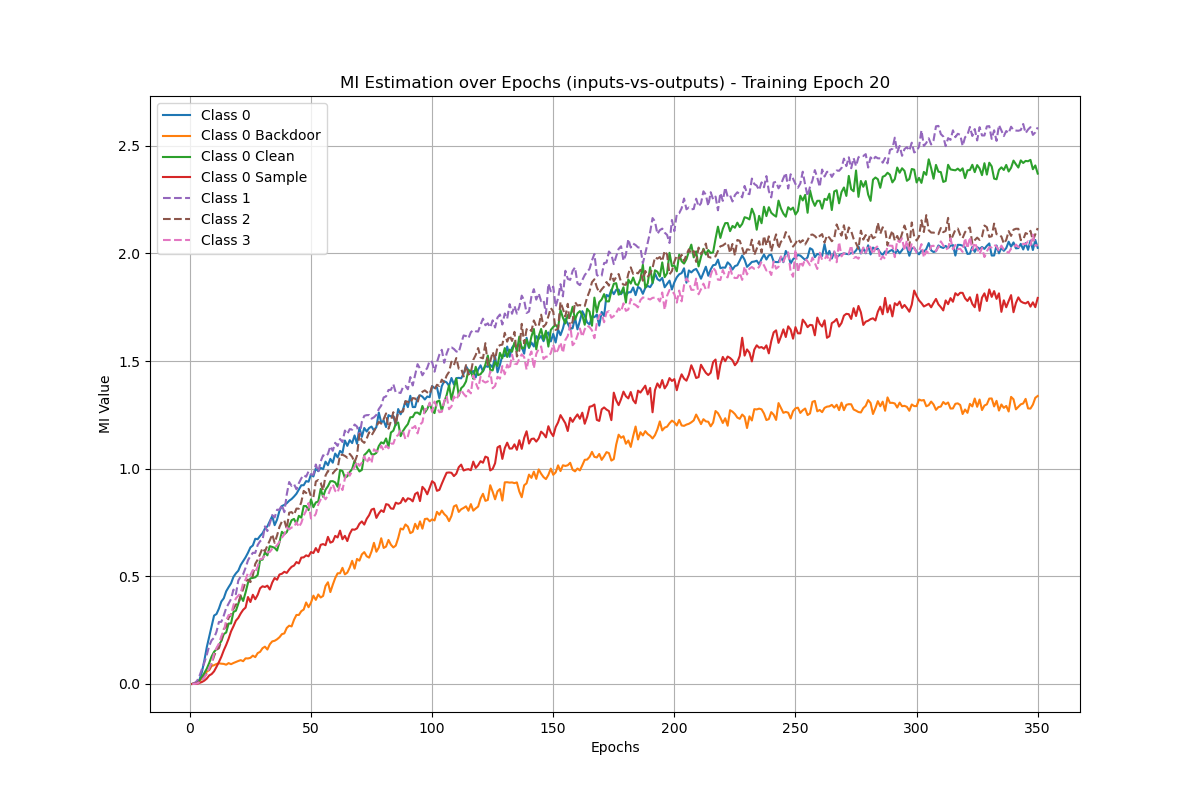 MI Estimation over Epochs (inputs-vs-outputs) - Training Epoch 20
Class 0
Class 0 Backdoor
Class 0 Clean
Class 0 Sample
Class 1
Class 2
Class 3
MI Value
2.5
2.0
1.5
1.0
0.5
0.0
0 50 100 150 200 250 300 350
Epochs